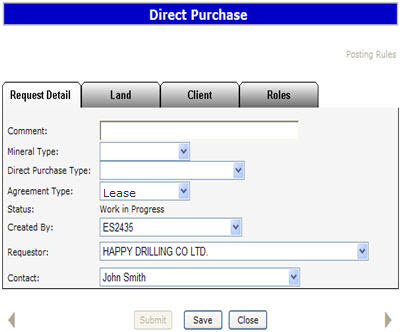 Direct Purchase
Posting Rules
Request Detail Land Client Roles
Comment:
Mineral Type:
Direct Purchase Type:
Agreement Type: Lease
Status: Work in Progress
Created By: ES2435
Requestor: HAPPY DRILLING CO LTD.
Contact: John Smith
Submit Save Close